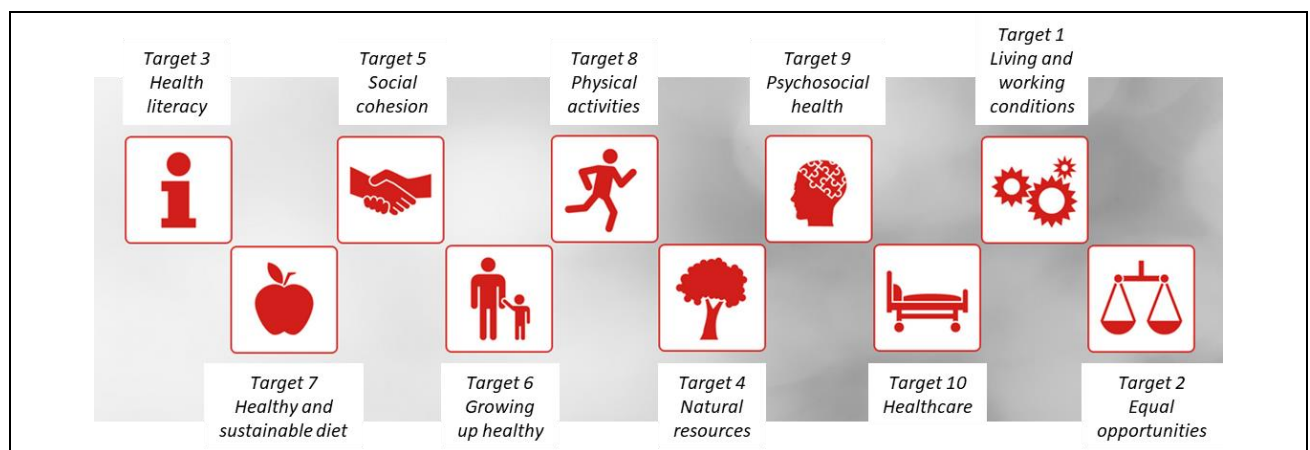 Target 3
Health
literacy
Target 5
Social
cohesion
Target 8
Physical
activities
Target 9
Psychosocial
health
Target 1
Living and
working
conditions
Target 7
Healthy and
sustainable diet
Target 6
Growing
up healthy
Target 4
Natural
resources
Target 10
Healthcare
Target 2
Equal
opportunities